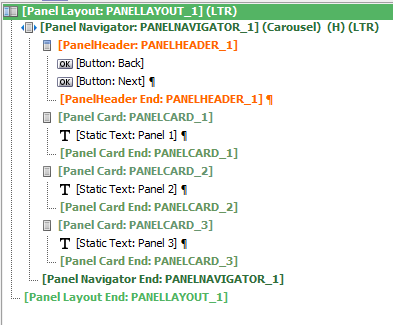 [Panel Layout: PANELLAYOUT_1] (LTR)
[Panel Navigator: PANELNAVIGATOR_1] (Carousel) (H) (LTR)
[PanelHeader: PANELHEADER_1]
OK [Button: Back]
OK [Button: Next] ¶
[PanelHeader End: PANELHEADER_1] ¶
[Panel Card: PANELCARD_1]
T [Static Text: Panel 1] ¶
[Panel Card End: PANELCARD_1]
[Panel Card: PANELCARD_2]
T [Static Text: Panel 2] ¶
[Panel Card End: PANELCARD_2]
[Panel Card: PANELCARD_3]
T [Static Text: Panel 3] ¶
[Panel Card End: PANELCARD_3]
[Panel Navigator End: PANELNAVIGATOR_1]
[Panel Layout End: PANELLAYOUT_1]